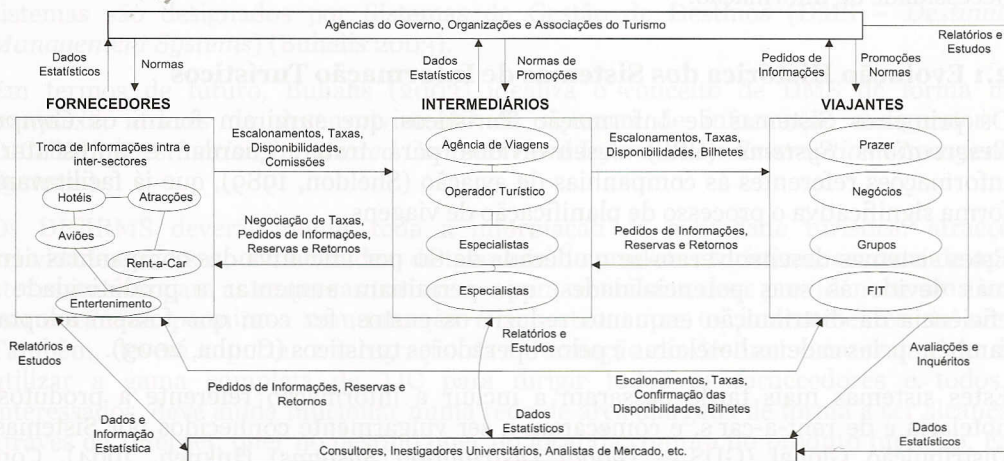 Agências do Governo, Organizações e Associações do Turismo
Relatórios e
Estudos
Dados
Estatísticos
Normas
Dados
Estatísticos
Normas de
Promoções
Pedidos de
Informações
Promoções
Normas
FORNECEDORES
INTERMEDIÁRIOS
VIAJANTES
Troca de Informações intra e
inter-sectores
Hotéis
Atracções
Aviões
Rent-a-Car
Entertenimento
Escalonamentos, Taxas,
Disponibilidades,
Comissões
Negociação de Taxas,
Pedidos de Informações,
Reservas e Retornos
Agência de Viagens
Operador Turístico
Especialistas
Especialistas
Escalonamentos, Taxas,
Disponibilidades, Bilhetes
Pedidos de Informações,
Reservas e Retornos
Prazer
Negócio
Grupos
FIT
Relatórios e
Estudos
Relatórios e
Estudos
Avaliações e
Inquéritos
Pedidos de Informações, Reservas e
Retornos
Escalonamentos, Taxas,
Confirmação das
Disponibilidades, Bilhetes
Dados e
Informação
Estatística
Dados
Estatísticos
Dados
Estatísticos
Consultores, Inestigadores Universitários, Analistas de Mercado, etc.